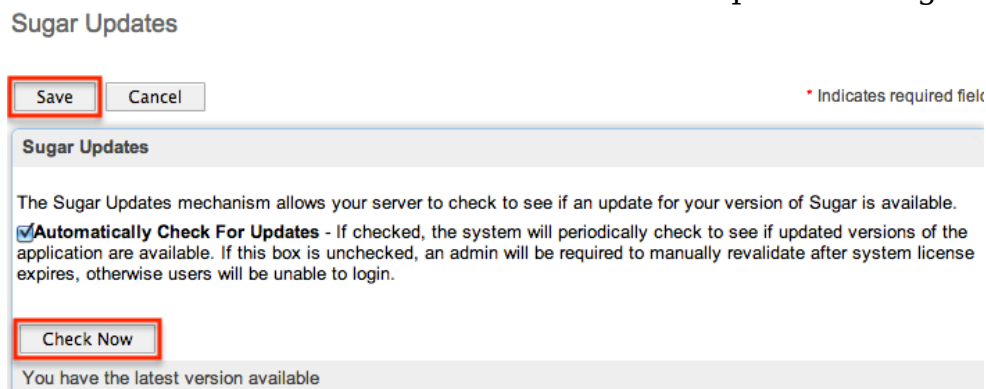 Sugar Updates
Save Cancel * Indicates required field
Sugar Updates
The Sugar Updates mechanism allows your server to check to see if an update for your version of Sugar is available.
Automatically Check For Updates - If checked, the system will periodically check to see if updated versions of the
application are available. If this box is unchecked, an admin will be required to manually revalidate after system license
expires, otherwise users will be unable to login.
Check Now
You have the latest version available